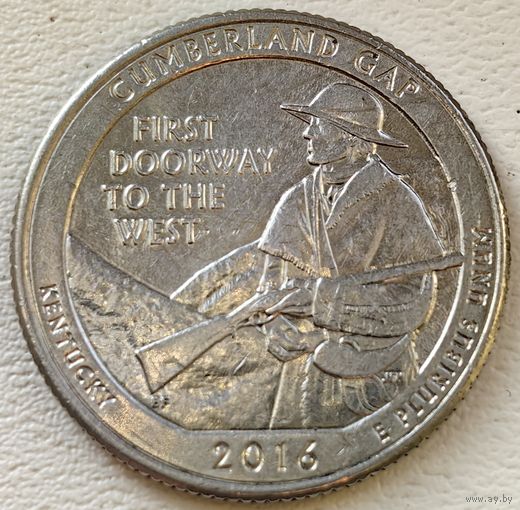 CUMBERLAND GAP
FIRST
DOORWAY
TO THE
WEST
KENTUCKY
2016
E PLURIBUS UNUM
www.ay.by